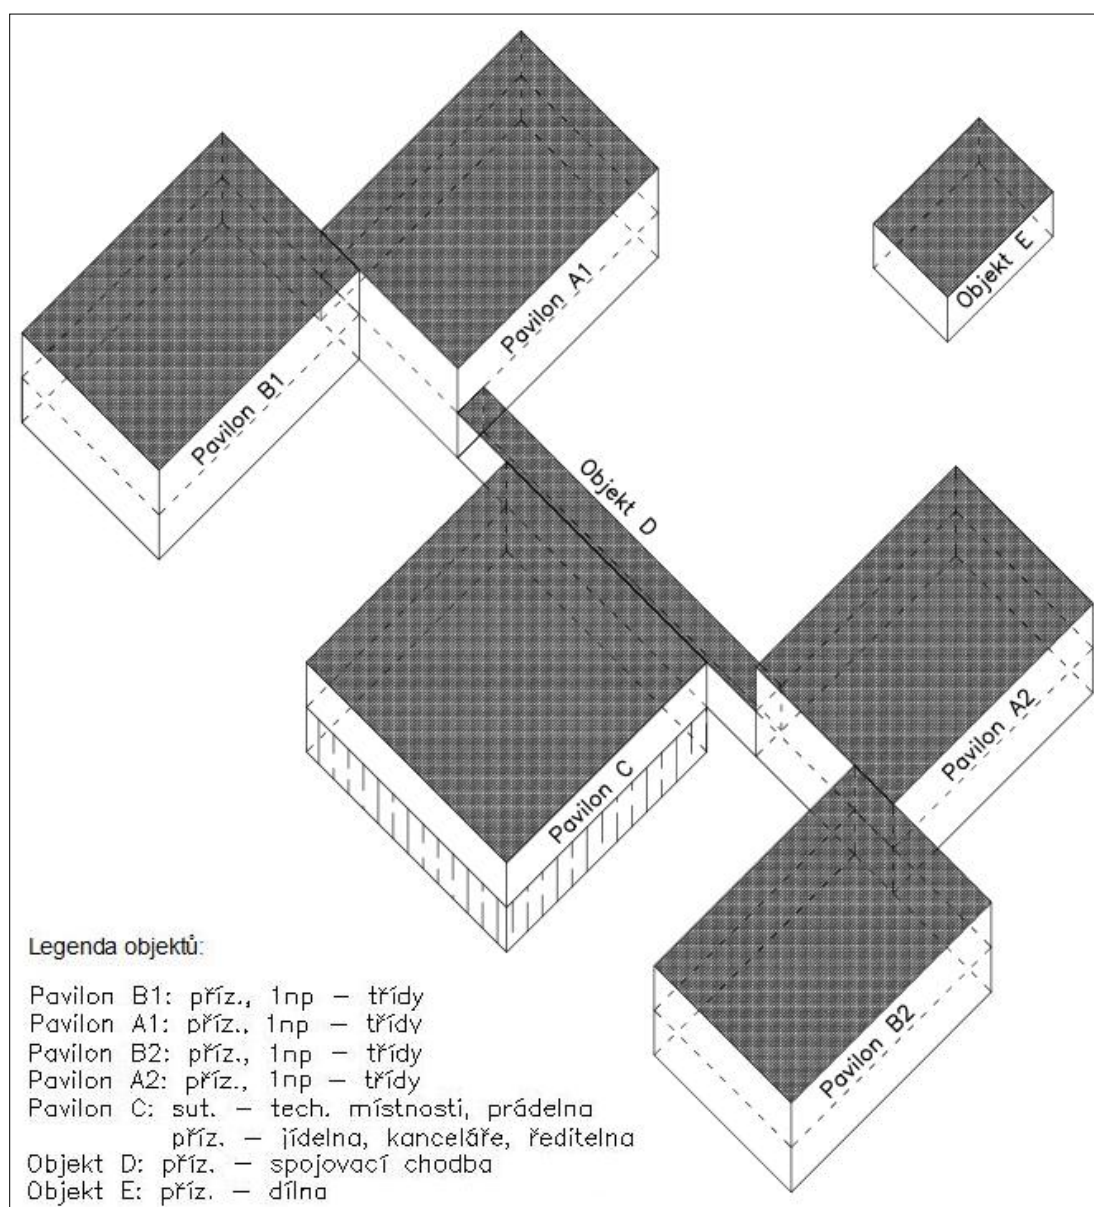 Pavilon A1
Objekt E
Pavilon B1
Objekt D
Pavilon A2
Pavilon C
Pavilon B2
Legenda objektů:
Pavilon B1: příz., 1np – třídy
Pavilon A1: příz., 1np – třídy
Pavilon B2: příz., 1np – třídy
Pavilon A2: příz., 1np – třídy
Pavilon C: sut. – tech. místnosti, prádelna
příz. – jídelna, kanceláře, ředitelna
Objekt D: příz. – spojovací chodba
Objekt E: příz. – dílna